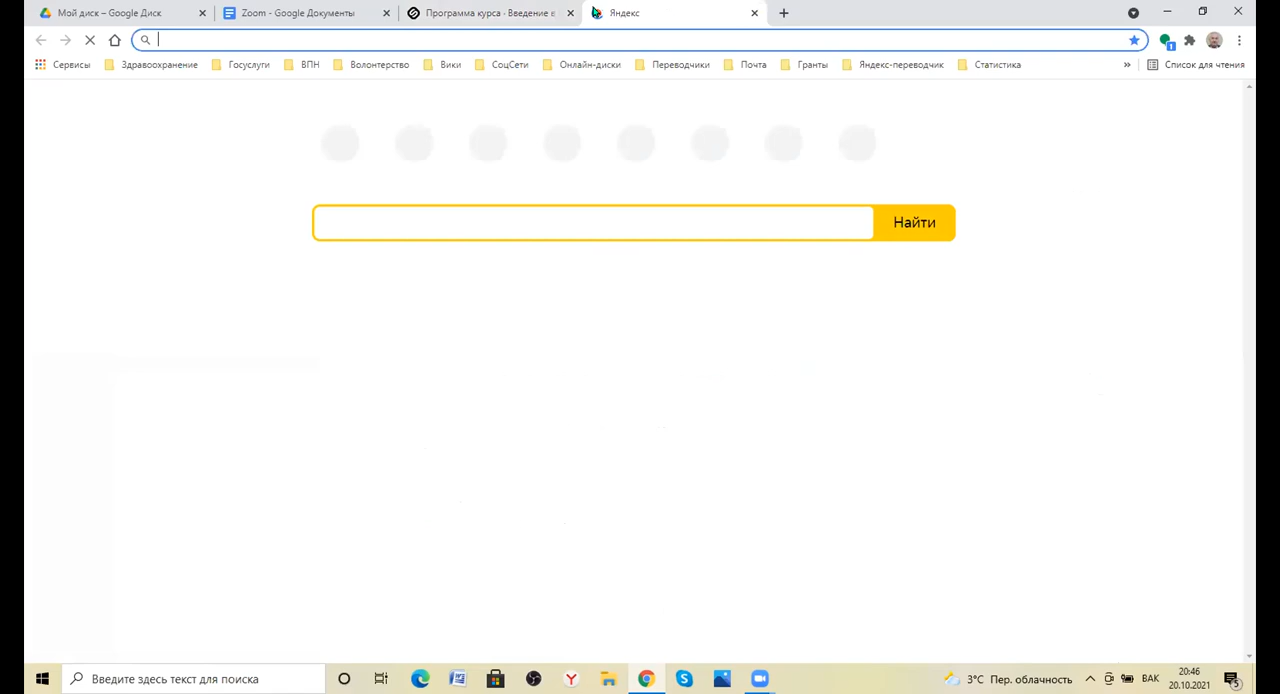 Мой диск – Google Диск
Zoom - Google Документы
Программа курса · Введение в
Яндекс
Сервисы
Здравоохранение
Госуслуги
ВПН
Волонтерство
Вики
СоцСети
Онлайн-диски
Переводчики
Почта
Гранты
Яндекс-переводчик
Статистика
»
Список для чтения
Найти
Введите здесь текст для поиска
3°C Пер. облачность
ВАК
20:46
20.10.2021
5
1